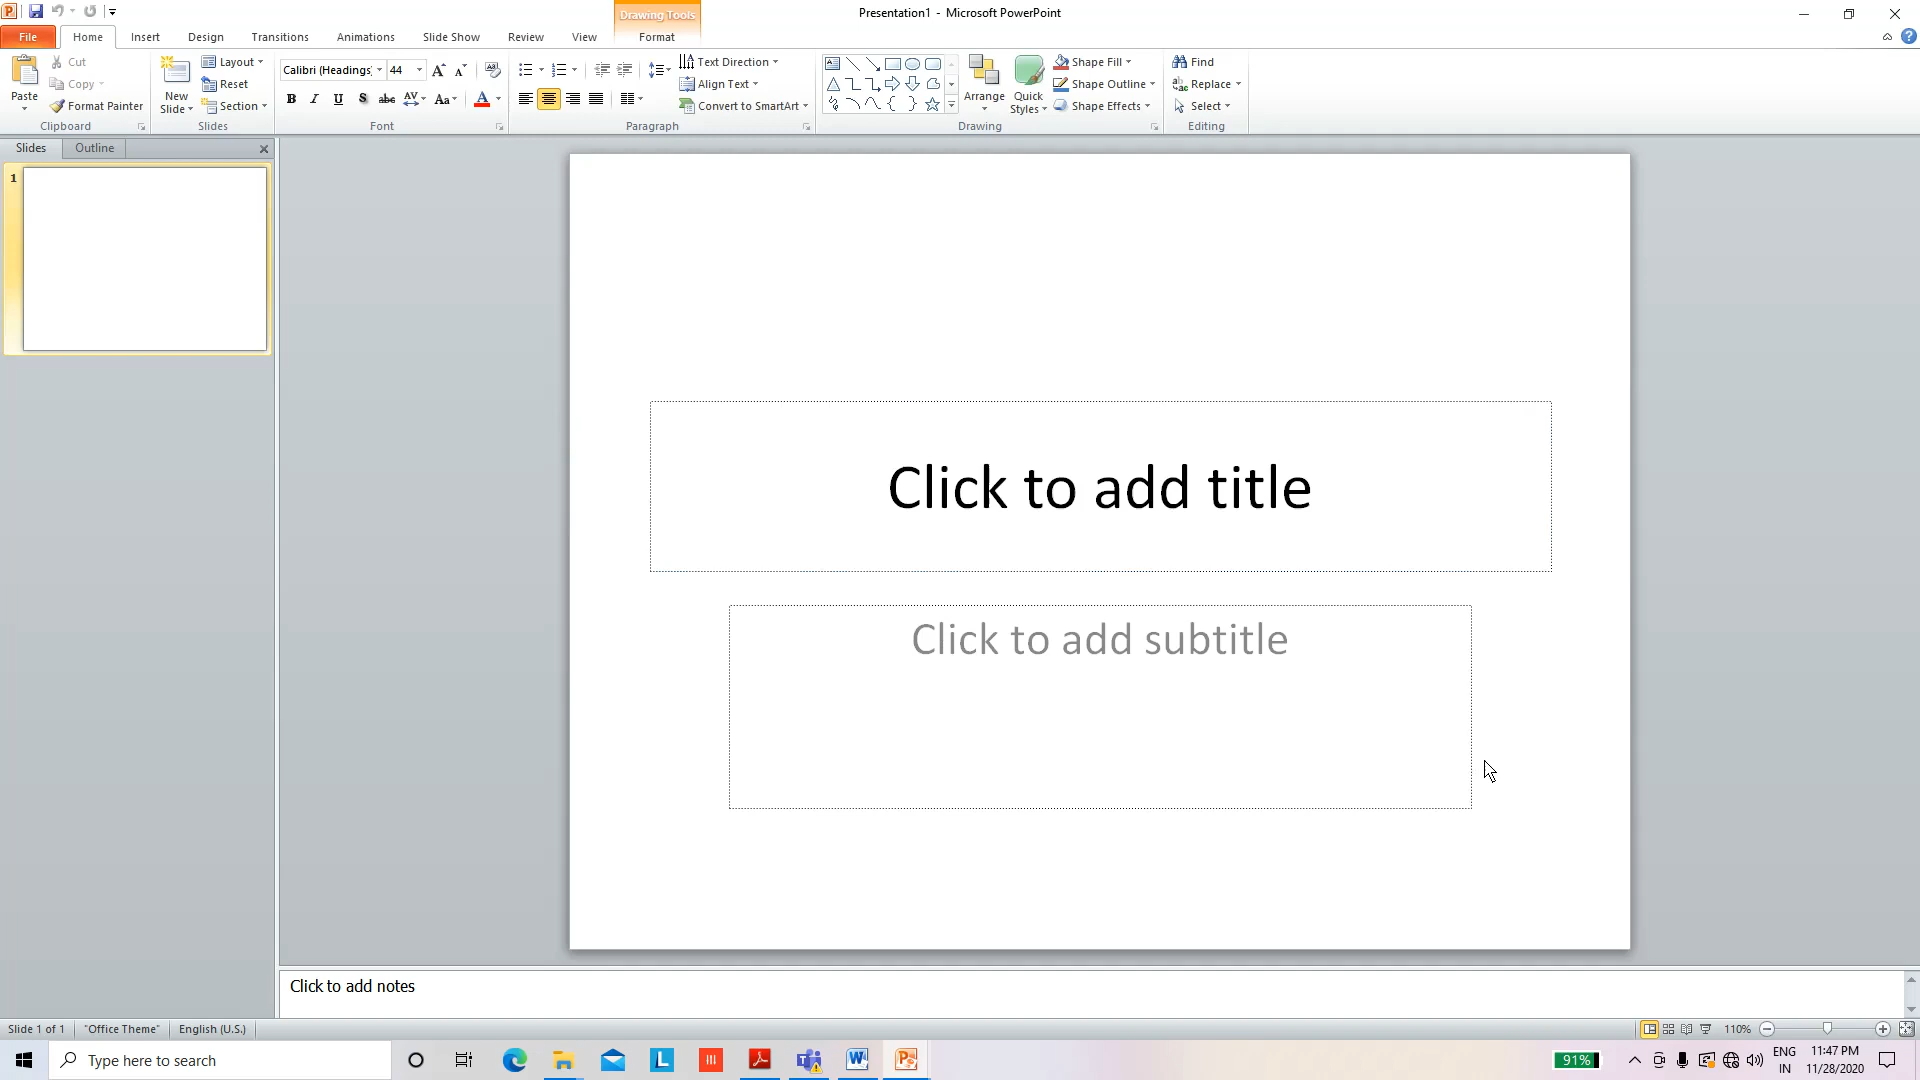 Drawing Tools
Presentation1 - Microsoft PowerPoint
File Home Insert Design Transitions Animations Slide Show Review View Format
Paste
Cut
Copy
Format Painter
Clipboard
New Slide
Layout
Reset
Section
Slides
Calibri (Headings) 44
B I U S abc AV Aa A
Font
Text Direction
Align Text
Convert to SmartArt
Paragraph
Arrange
Quick Styles
Shape Fill
Shape Outline
Shape Effects
Drawing
Find
Replace
Select
Editing
Slides Outline
1
Click to add title
Click to add subtitle
Click to add notes
Slide 1 of 1 "Office Theme" English (U.S.) 110%
Type here to search
91%
ENG
IN
11:47 PM
11/28/2020